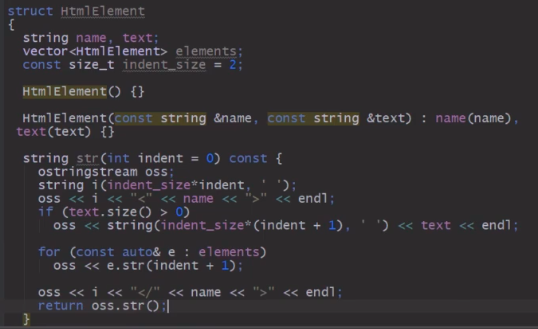 struct HtmlElement
{
  string name, text;
  vector<HtmlElement> elements;
  const size_t indent_size = 2;

  HtmlElement() {}

  HtmlElement(const string &name, const string &text) : name(name),
 text(text) {}

  string str(int indent = 0) const {
    ostringstream oss;
    string i(indent_size*indent, ' ');
    oss << i << "<" << name << ">" << endl;
    if (text.size() > 0)
      oss << string(indent_size*(indent + 1), ' ') << text << endl;

    for (const auto& e : elements)
      oss << e.str(indent + 1);

    oss << i << "</" << name << ">" << endl;
    return oss.str();
  }